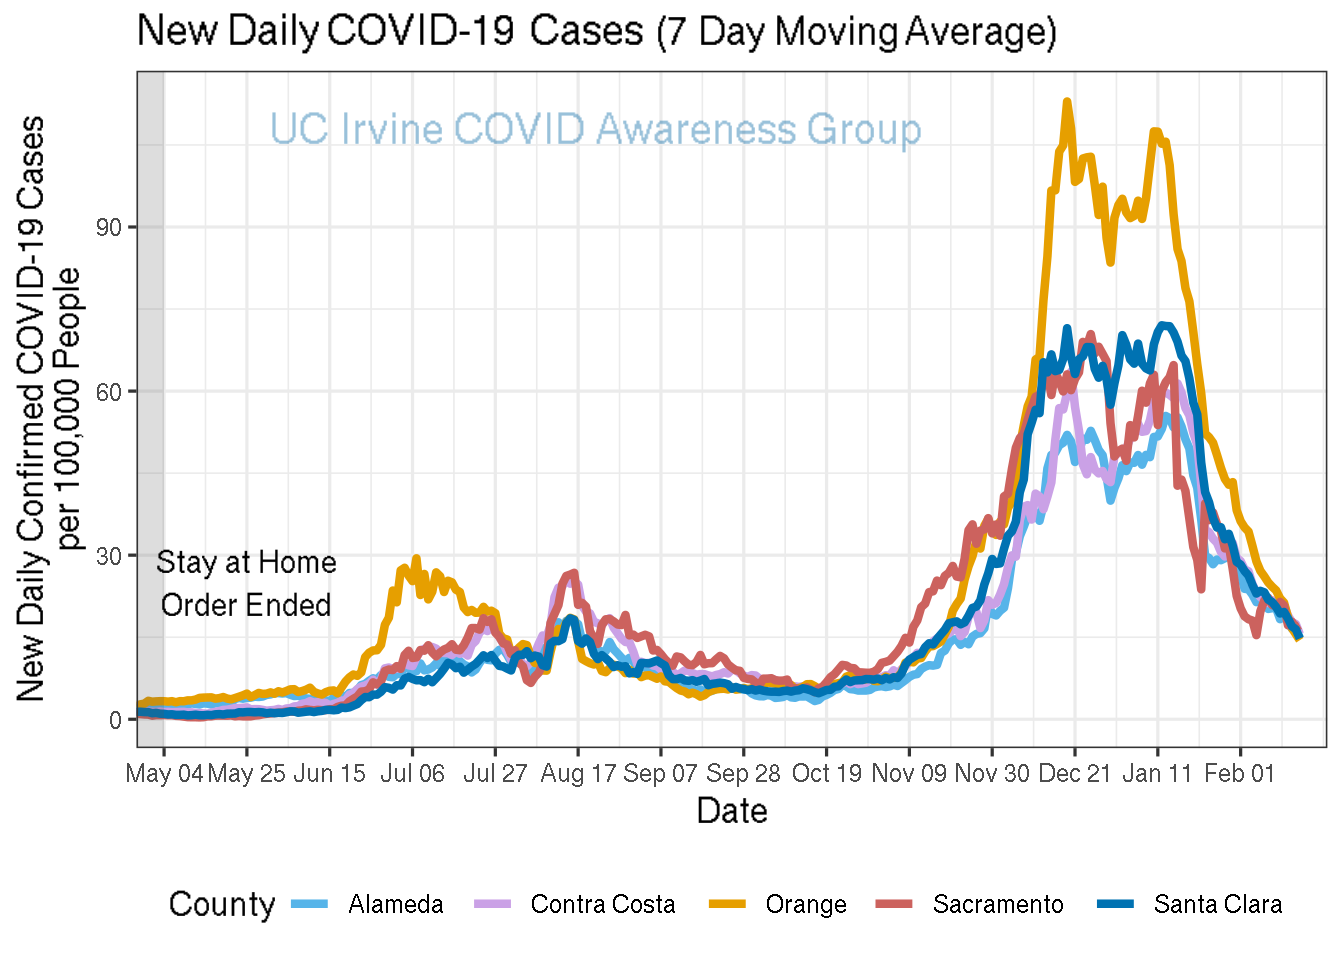 New Daily COVID-19 Cases (7 Day Moving Average)
UC Irvine COVID Awareness Group
New Daily Confirmed COVID-19 Cases
per 100,000 People
90
60
30
0
Stay at Home
Order Ended
May 04 May 25 Jun 15 Jul 06 Jul 27 Aug 17 Sep 07 Sep 28 Oct 19 Nov 09 Nov 30 Dec 21 Jan 11 Feb 01
Date
County Alameda Contra Costa Orange Sacramento Santa Clara